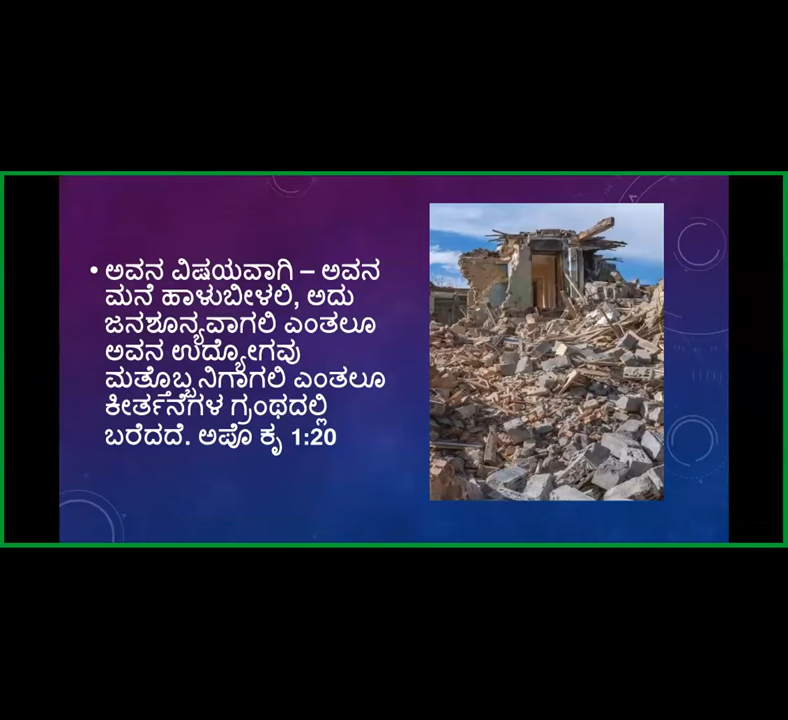 • ಅವನ ವಿಷಯವಾಗಿ – ಅವನ
ಮನೆ ಹಾಳುಬೀಳಲಿ, ಅದು
ಜನಶೂನ್ಯವಾಗಲಿ ಎಂತಲೂ
ಅವನ ಉದ್ಯೋಗವು
ಮತ್ತೊಬ್ಬನಿಗಾಗಲಿ ಎಂತಲೂ
ಕೀರ್ತನೆಗಳ ಗ್ರಂಥದಲ್ಲಿ
ಬರೆದದೆ. ಅಪೊ ಕೃ 1:20